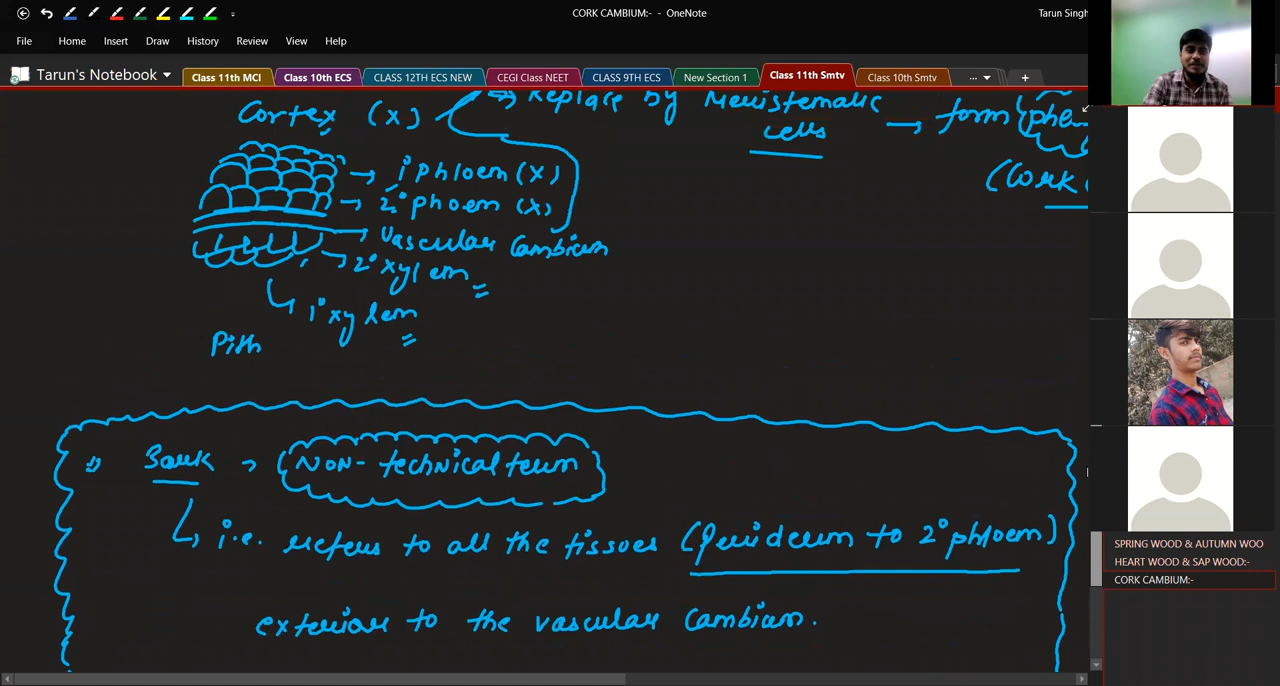 CORK CAMBIUM:- - OneNote
Tarun Singh
File Home Insert Draw History Review View Help
Tarun's Notebook
Class 11th MCI
Class 10th ECS
CLASS 12TH ECS NEW
CEGI Class NEET
CLASS 9TH ECS
New Section 1
Class 11th Smtv
Class 10th Smtv
...
+
Cortex (x)
Replace by Meristematic
cells
→ form (phe
(Cork
→ i phloem (x)
→ 2° phoem (x)
→ Vascular Cambium
→ 2° xylem
i° xylem
Pith
Bark → (NON-technical term)
i.e. refers to all the tissues (Periderm to 2° phloem)
exterior to the vascular cambium.
SPRING WOOD & AUTUMN WOO
HEART WOOD & SAP WOOD:-
CORK CAMBIUM:-